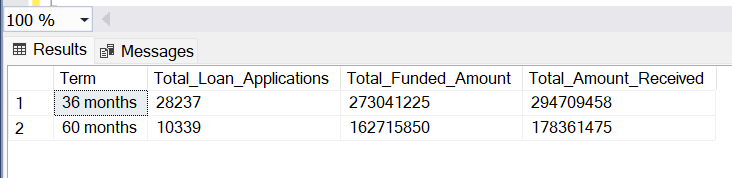 100 %
Results Messages
Term Total_Loan_Applications Total_Funded_Amount Total_Amount_Received
1 36 months 28237 273041225 294709458
2 60 months 10339 162715850 178361475